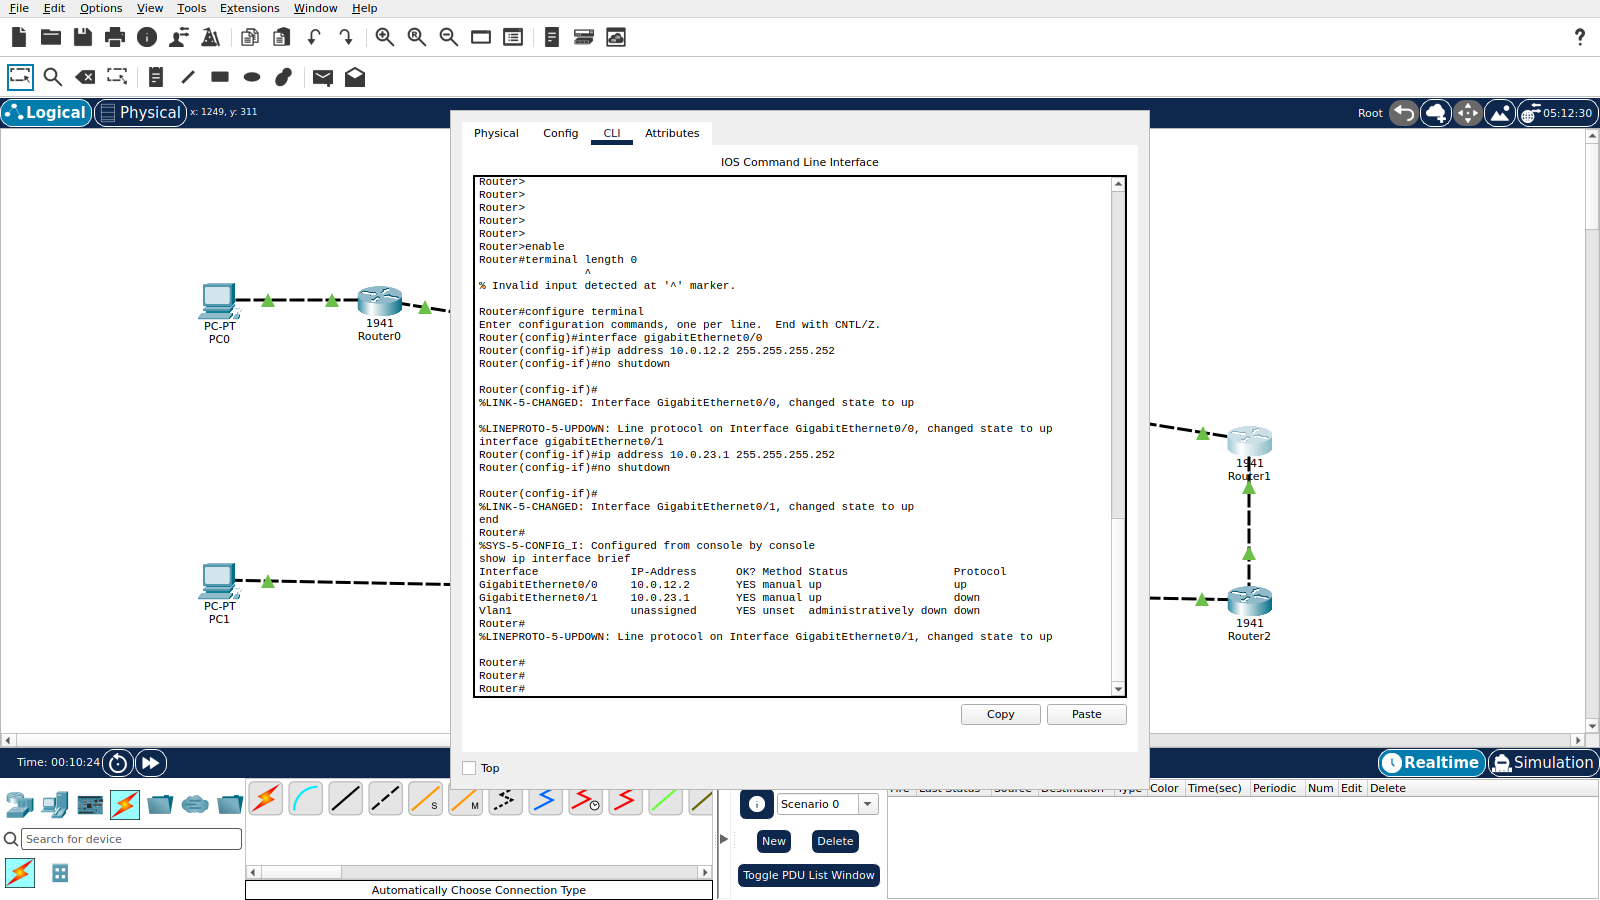 File Edit Options View Tools Extensions Window Help
Logical Physical x: 1249, y: 311 Root 05:12:30
Physical Config CLI Attributes
IOS Command Line Interface
Router>
Router>
Router>
Router>
Router>
Router>enable
Router#terminal length 0
^
% Invalid input detected at '^' marker.
Router#configure terminal
Enter configuration commands, one per line.  End with CNTL/Z.
Router(config)#interface gigabitEthernet0/0
Router(config-if)#ip address 10.0.12.2 255.255.255.252
Router(config-if)#no shutdown
Router(config-if)#
%LINK-5-CHANGED: Interface GigabitEthernet0/0, changed state to up
%LINEPROTO-5-UPDOWN: Line protocol on Interface GigabitEthernet0/0, changed state to up
interface gigabitEthernet0/1
Router(config-if)#ip address 10.0.23.1 255.255.255.252
Router(config-if)#no shutdown
Router(config-if)#
%LINK-5-CHANGED: Interface GigabitEthernet0/1, changed state to up
end
Router#
%SYS-5-CONFIG_I: Configured from console by console
show ip interface brief
Interface IP-Address OK? Method Status Protocol
GigabitEthernet0/0 10.0.12.2 YES manual up up
GigabitEthernet0/1 10.0.23.1 YES manual up down
Vlan1 unassigned YES unset administratively down down
Router#
%LINEPROTO-5-UPDOWN: Line protocol on Interface GigabitEthernet0/1, changed state to up
Router#
Router#
Router#
Copy Paste
Top
PC-PT
PC0
1941
Router0
PC-PT
PC1
1941
Router1
1941
Router2
Time: 00:10:24 Realtime Simulation
Search for device
S M
Automatically Choose Connection Type
Scenario 0
New Delete
Toggle PDU List Window
Color Time(sec) Periodic Num Edit Delete